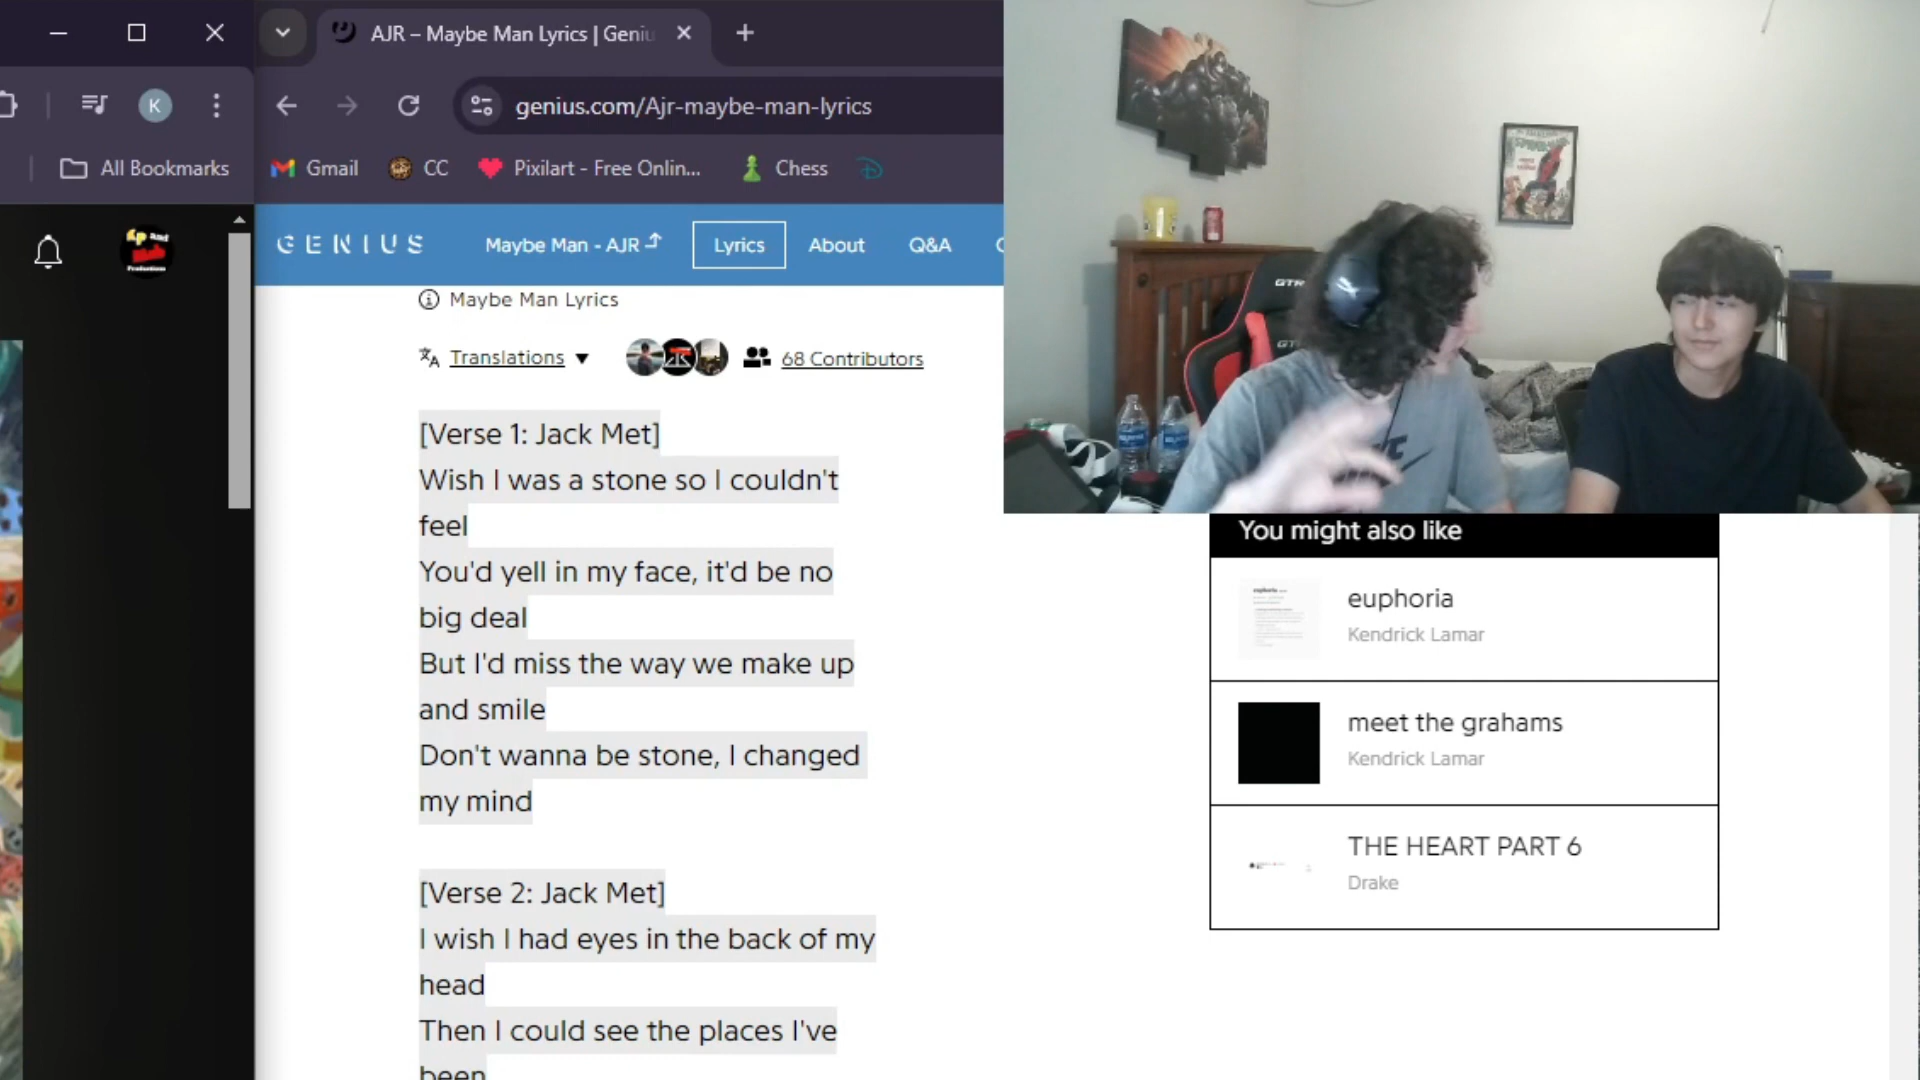 AJR – Maybe Man Lyrics | Geniu
K
genius.com/Ajr-maybe-man-lyrics
All Bookmarks
Gmail
CC
Pixilart - Free Onlin...
Chess
GENIUS
Maybe Man - AJR
Lyrics
About
Q&A
Kp and
Productions
Maybe Man Lyrics
Translations
68 Contributors
[Verse 1: Jack Met]
Wish I was a stone so I couldn't
feel
You'd yell in my face, it'd be no
big deal
But I'd miss the way we make up
and smile
Don't wanna be stone, I changed
my mind
[Verse 2: Jack Met]
I wish I had eyes in the back of my
head
Then I could see the places I've
been
GTR
You might also like
euphoria
Kendrick Lamar
meet the grahams
Kendrick Lamar
THE HEART PART 6
Drake